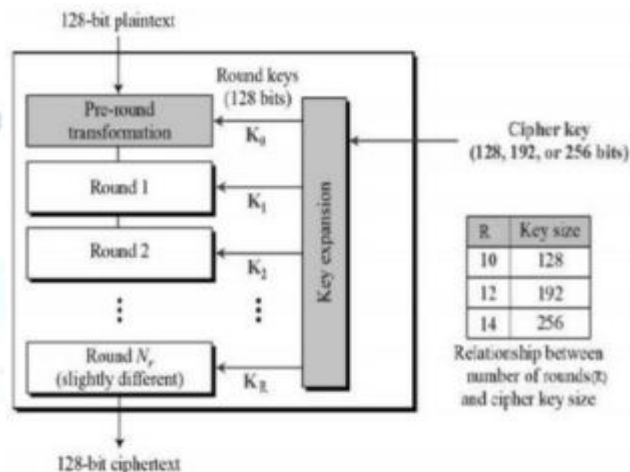 128-bit plaintext
Round keys
(128 bits)
Pre-round
transformation
K₀
Cipher key
(128, 192, or 256 bits)
Round 1
K₁
Round 2
K₂
Key expansion
Round Nᵣ
(slightly different)
K_R
R Key size
10 128
12 192
14 256
Relationship between
number of rounds(R)
and cipher key size
128-bit ciphertext